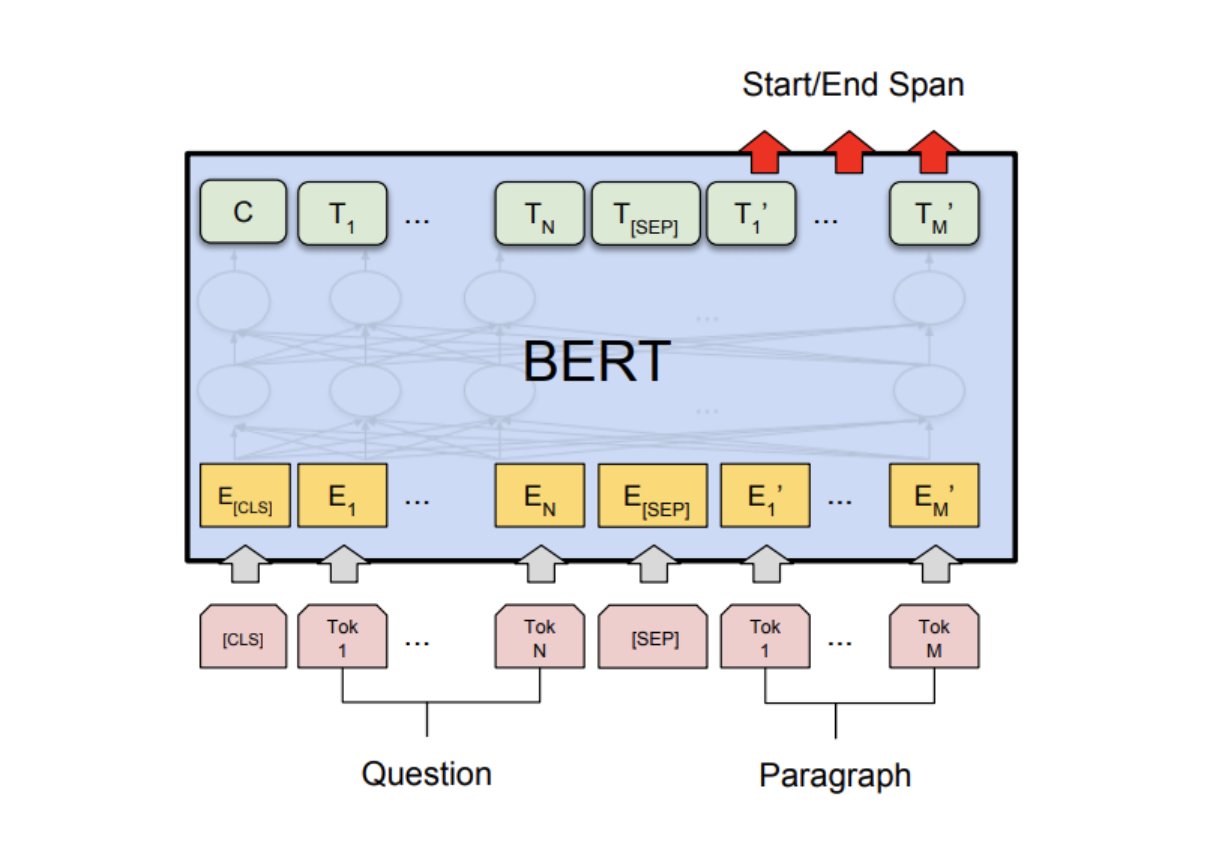 Start/End Span
C T1 ... TN T[SEP] T1’ ... TM’
...
BERT
...
E[CLS] E1 ... EN E[SEP] E1’ ... EM’
[CLS] Tok 1 ... Tok N [SEP] Tok 1 ... Tok M
Question Paragraph